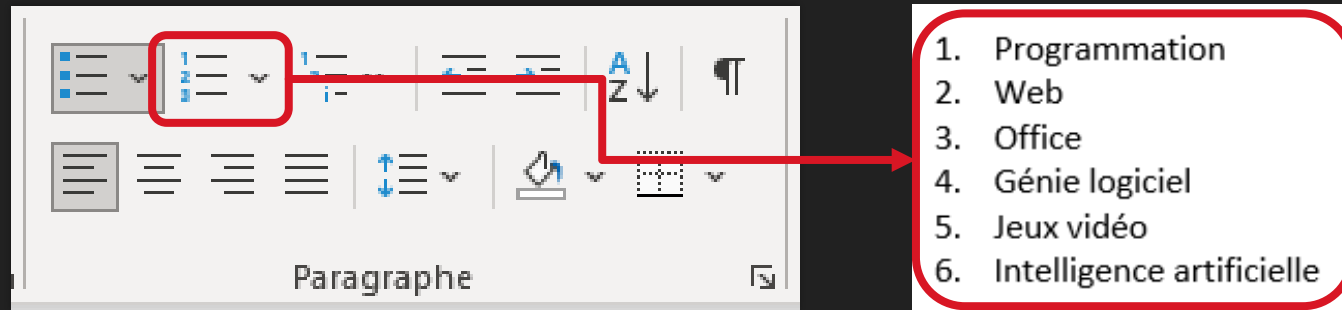 Paragraphe
1. Programmation
2. Web
3. Office
4. Génie logiciel
5. Jeux vidéo
6. Intelligence artificielle